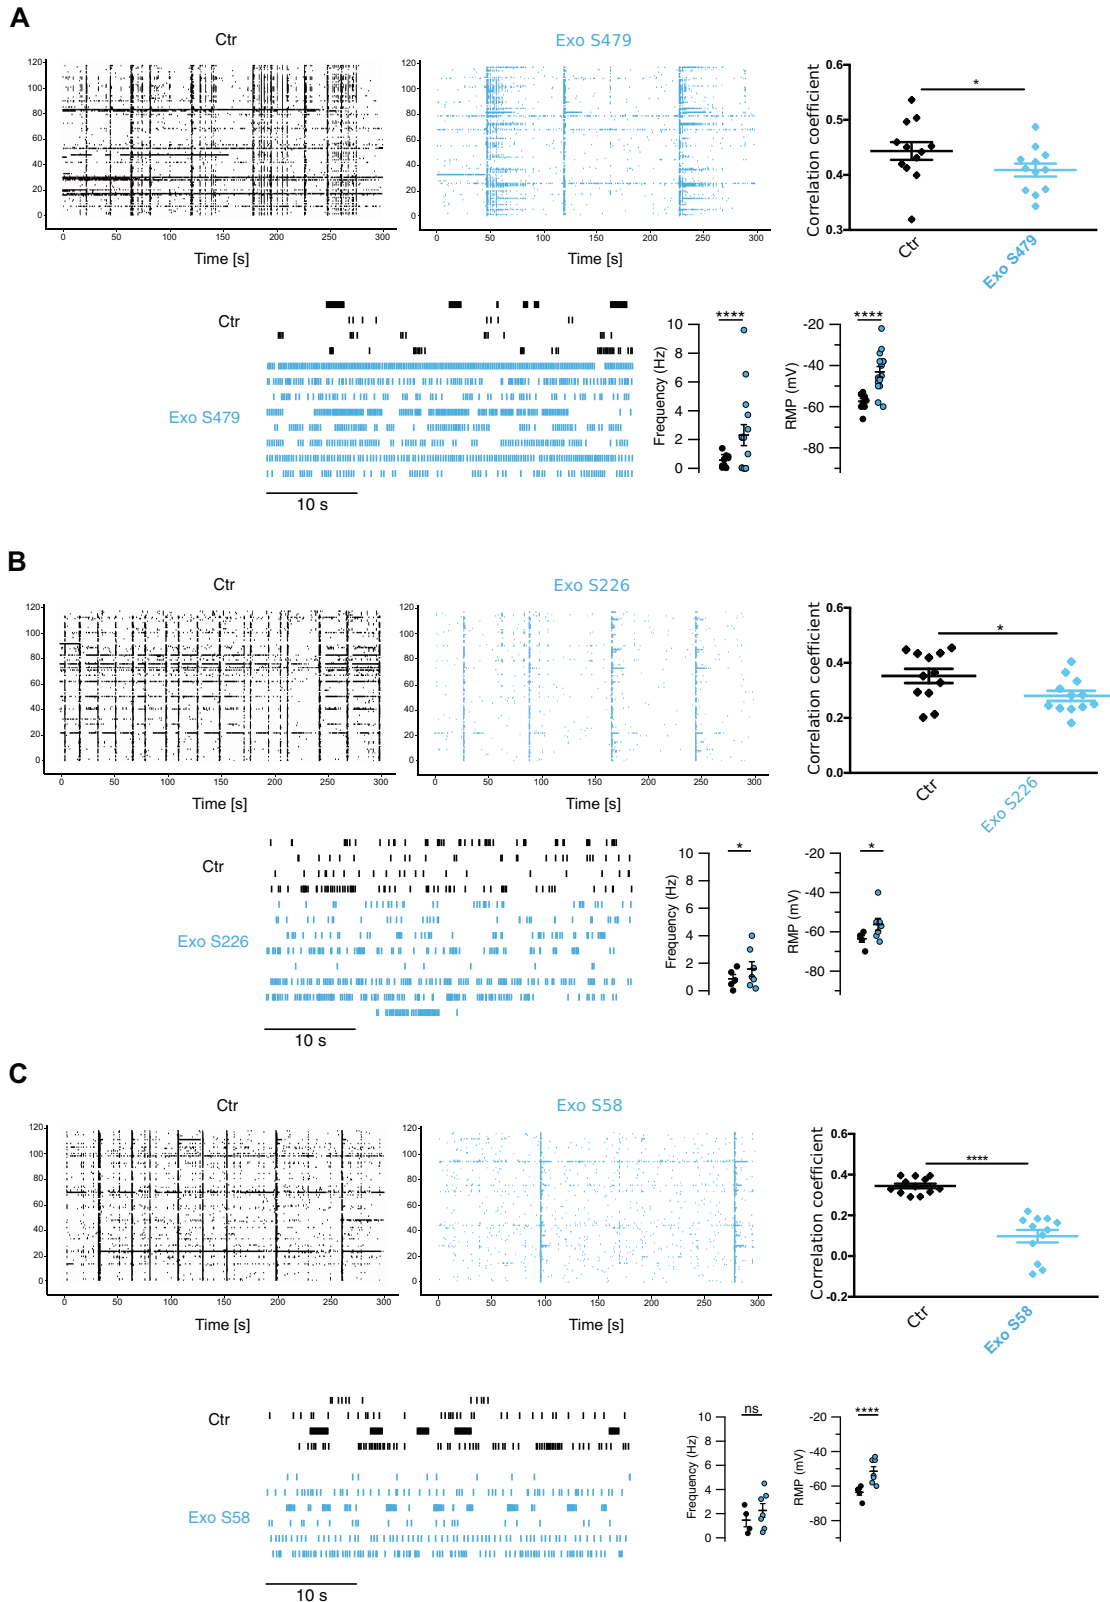 A
Ctr
Exo S479
120
100
80
60
40
20
0
0 50 100 150 200 250 300
Time [s]
120
100
80
60
40
20
0
0 50 100 150 200 250 300
Time [s]
Correlation coefficient
0.6
0.5
0.4
0.3
*
Ctr
Exo S479
Ctr
Exo S479
10 s
Frequency (Hz)
10
8
6
4
2
0
****
RMP (mV)
-20
-40
-60
-80
****
B
Ctr
Exo S226
120
100
80
60
40
20
0
0 50 100 150 200 250 300
Time [s]
120
100
80
60
40
20
0
0 50 100 150 200 250 300
Time [s]
Correlation coefficient
0.6
0.4
0.2
0.0
*
Ctr
Exo S226
Ctr
Exo S226
10 s
Frequency (Hz)
10
8
6
4
2
0
*
RMP (mV)
-20
-40
-60
-80
*
C
Ctr
Exo S58
120
100
80
60
40
20
0
0 50 100 150 200 250 300
Time [s]
120
100
80
60
40
20
0
0 50 100 150 200 250 300
Time [s]
Correlation coefficient
0.6
0.4
0.2
0.0
-0.2
****
Ctr
Exo S58
Ctr
Exo S58
10 s
Frequency (Hz)
10
8
6
4
2
0
ns
RMP (mV)
-20
-40
-60
-80
****